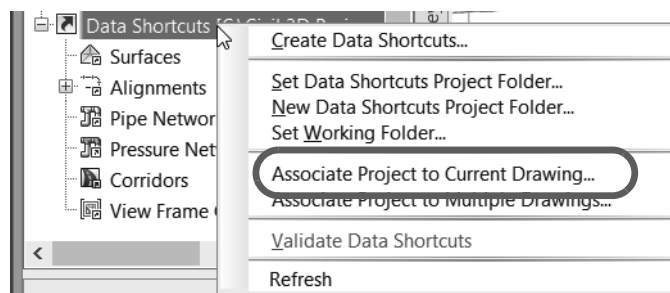 Data Shortcuts [C:\Civil 3D Proj
Surfaces
Alignments
Pipe Networ
Pressure Net
Corridors
View Frame
Create Data Shortcuts...
Set Data Shortcuts Project Folder...
New Data Shortcuts Project Folder...
Set Working Folder...
Associate Project to Current Drawing...
Associate Project to Multiple Drawings...
Validate Data Shortcuts
Refresh